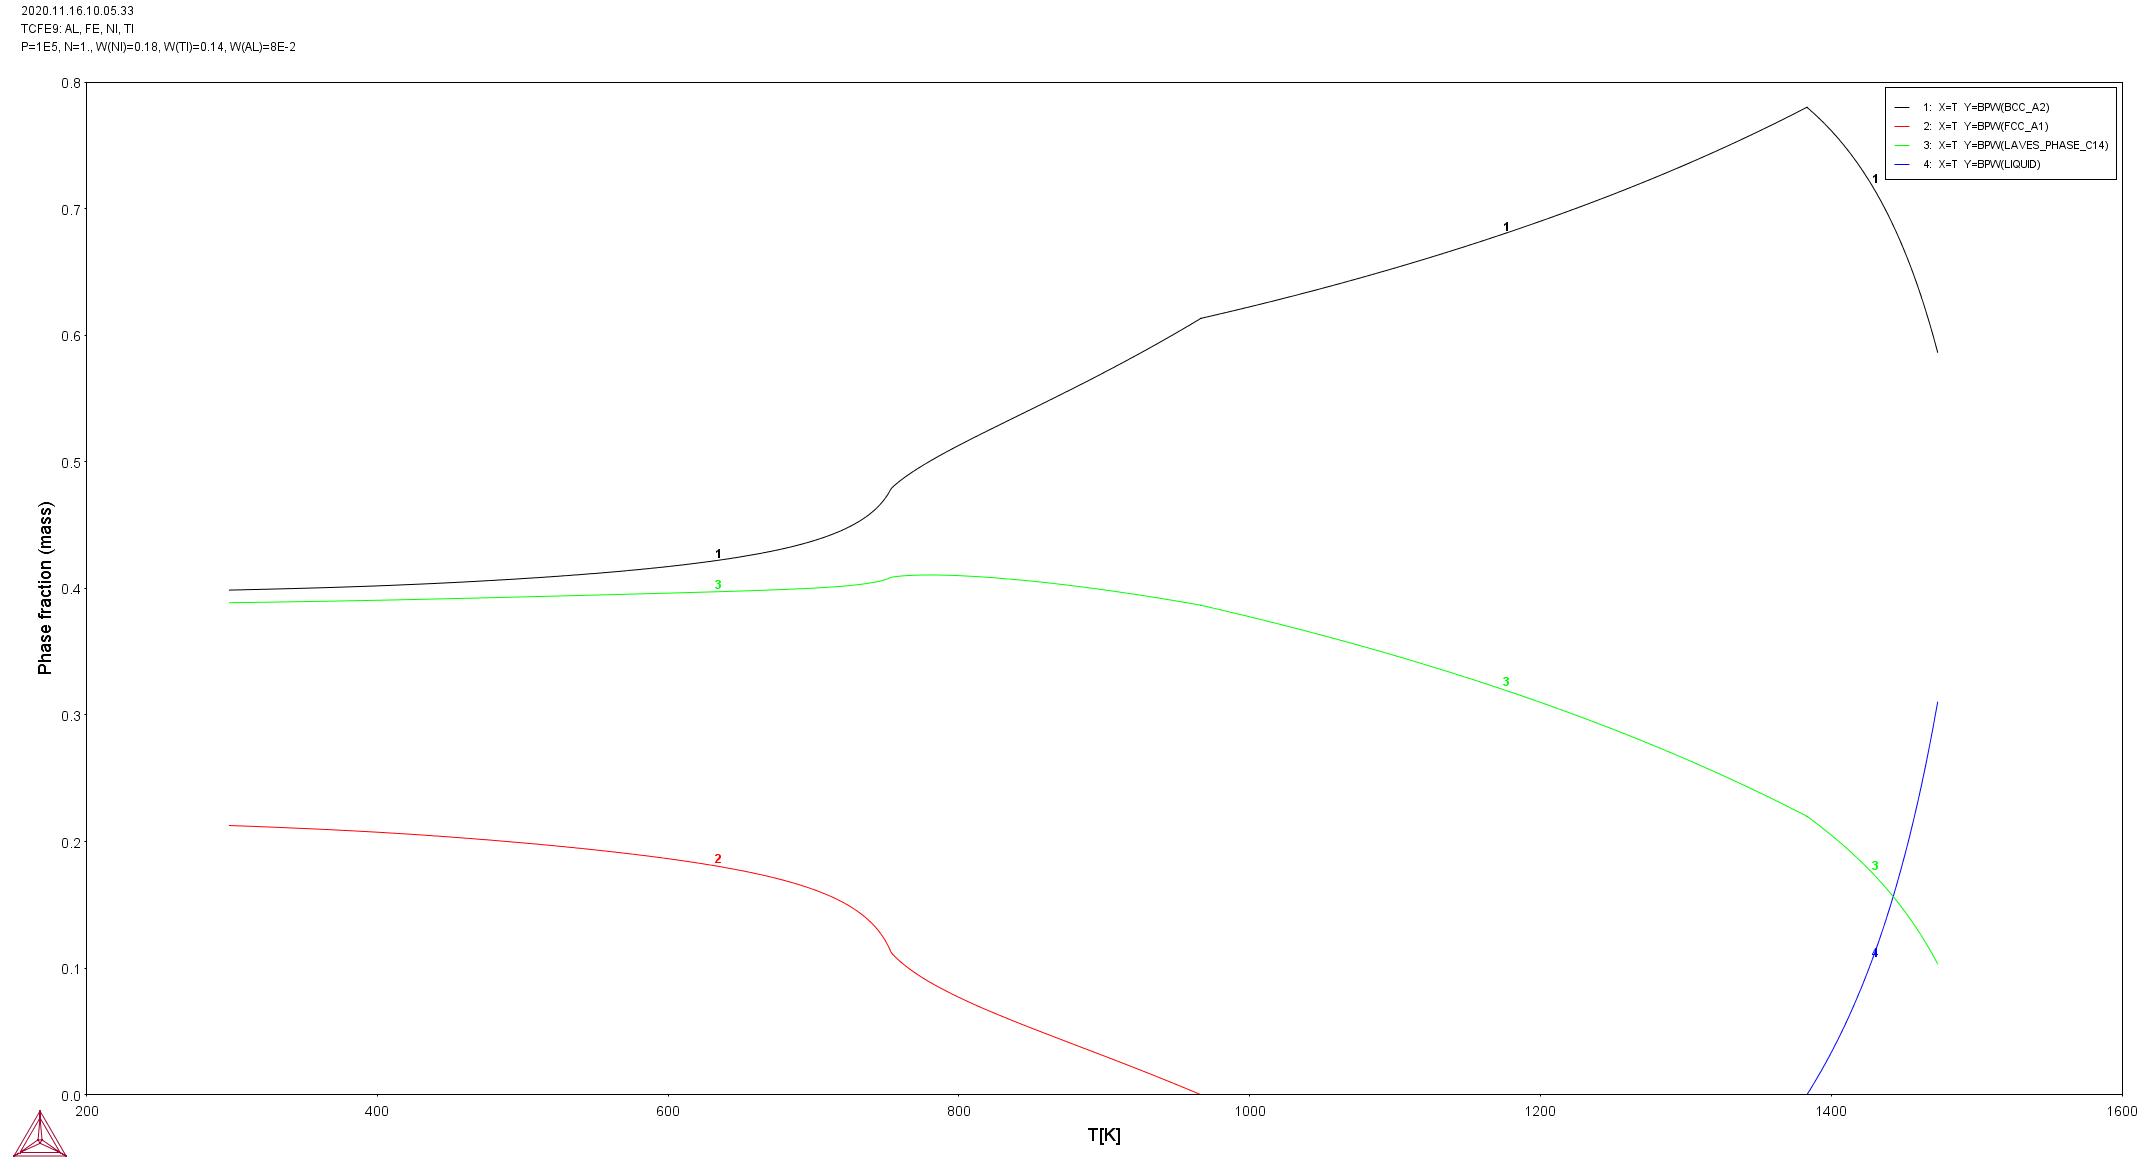 2020.11.16.10.05.33
TCFE9: AL, FE, NI, TI
P=1E5, N=1., W(NI)=0.18, W(TI)=0.14, W(AL)=8E-2
0.8
1: X=T Y=BPW(BCC_A2)
2: X=T Y=BPW(FCC_A1)
3: X=T Y=BPW(LAVES_PHASE_C14)
4: X=T Y=BPW(LIQUID)
1
0.7
1
0.6
Phase fraction (mass)
0.5
1
3
0.4
3
0.3
3
2
0.2
4
0.1
0.0
200 400 600 800 1000 1200 1400 1600
T[K]